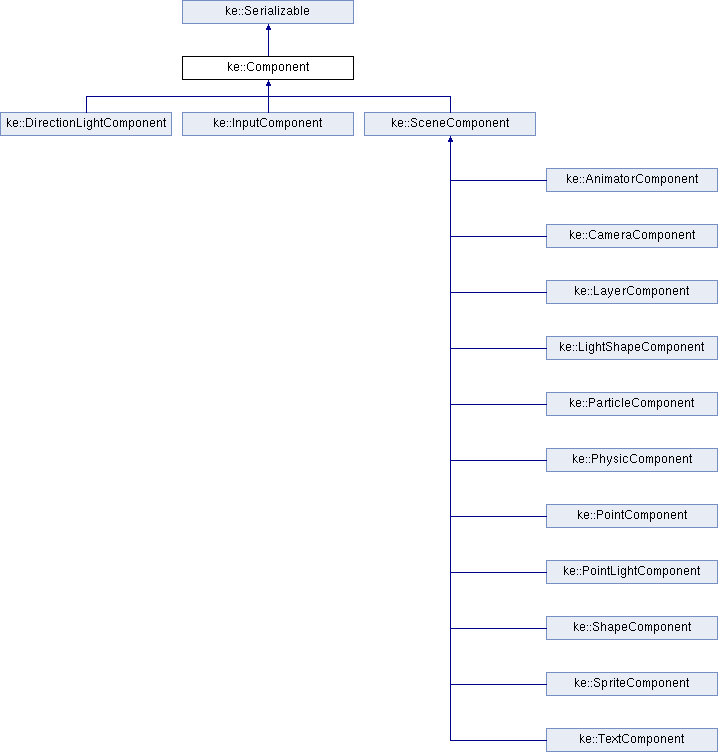 ke::Serializable
ke::Component
ke::DirectionLightComponent
ke::InputComponent
ke::SceneComponent
ke::AnimatorComponent
ke::CameraComponent
ke::LayerComponent
ke::LightShapeComponent
ke::ParticleComponent
ke::PhysicComponent
ke::PointComponent
ke::PointLightComponent
ke::ShapeComponent
ke::SpriteComponent
ke::TextComponent